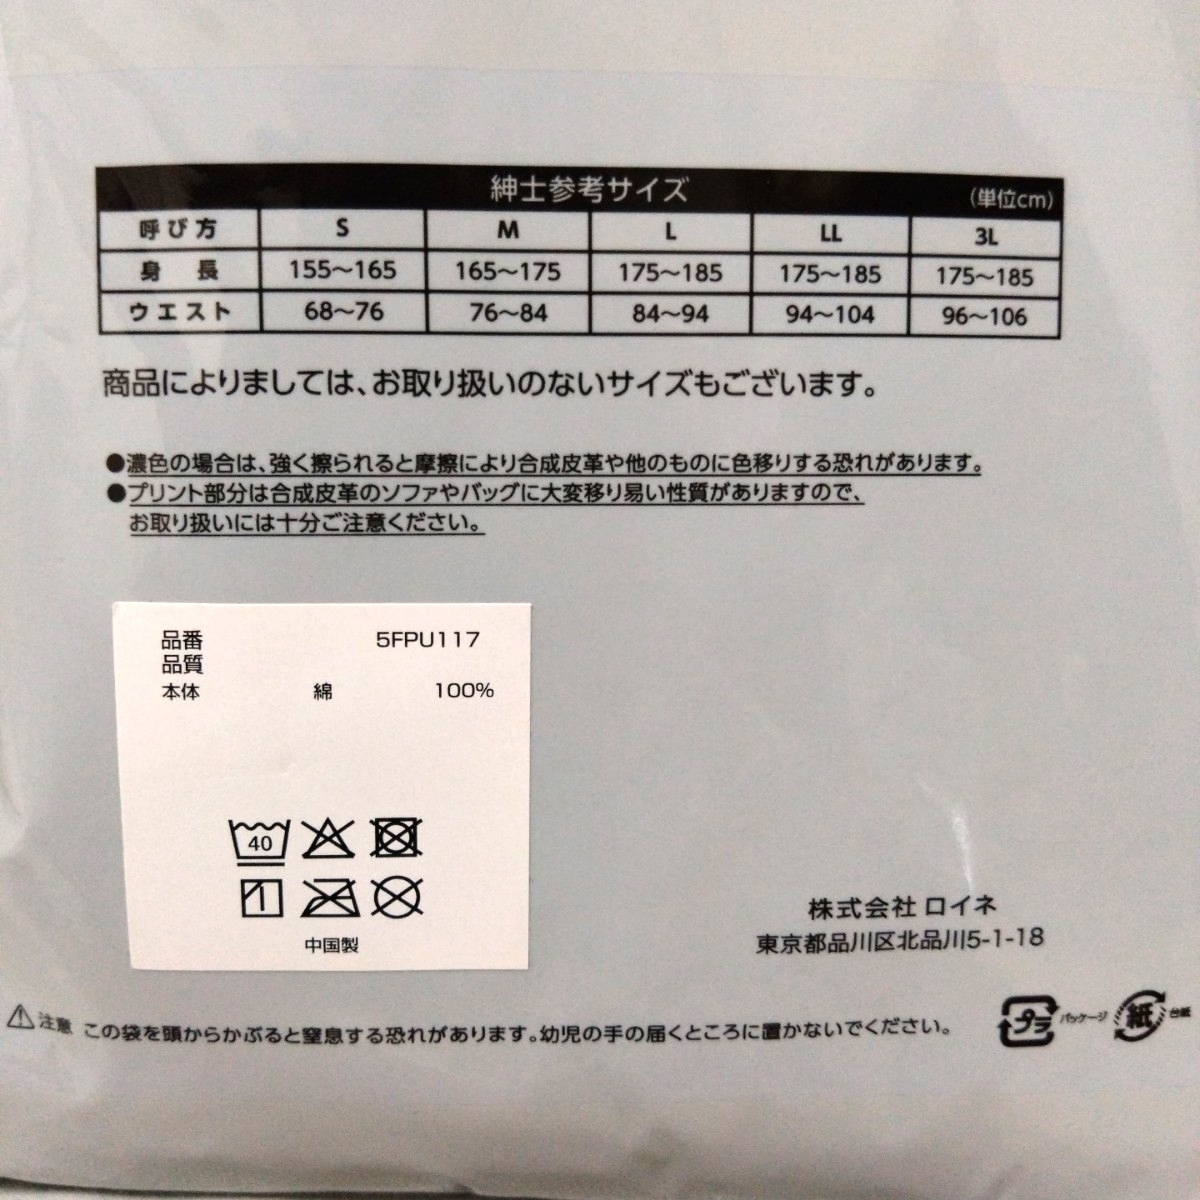 紳士参考サイズ (単位cm)
呼び方 S M L LL 3L
身長 155～165 165～175 175～185 175～185 175～185
ウエスト 68～76 76～84 84～94 94～104 96～106
商品によりましては、お取り扱いのないサイズもございます。
●濃色の場合は、強く擦られると摩擦により合成皮革や他のものに色移りする恐れがあります。
●プリント部分は合成皮革のソファやバッグに大変移り易い性質がありますので、
お取り扱いには十分ご注意ください。
品番 5FPU117
品質
本体 綿 100%
40
中国製
株式会社 ロイネ
東京都品川区北品川5-1-18
注意 この袋を頭からかぶると窒息する恐れがあります。幼児の手の届くところに置かないでください。
プラ パッケージ 紙 台紙